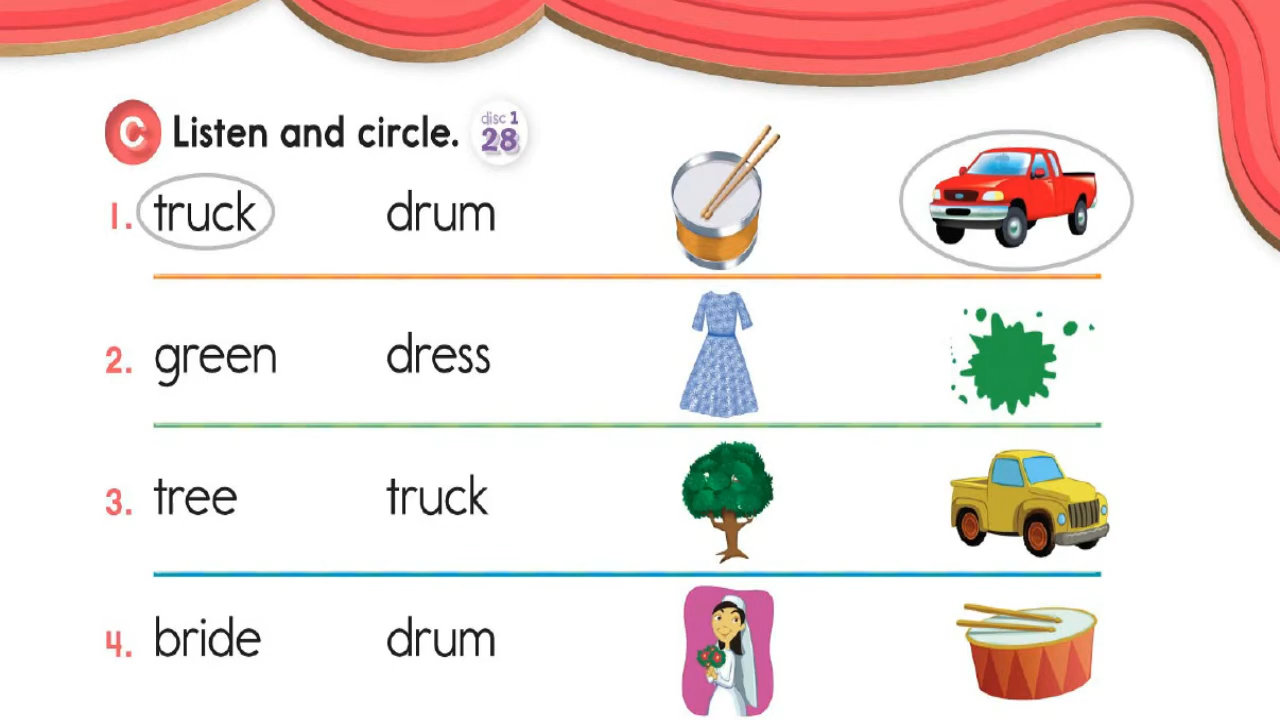 C Listen and circle. disc 1 28
1. truck drum
2. green dress
3. tree truck
4. bride drum